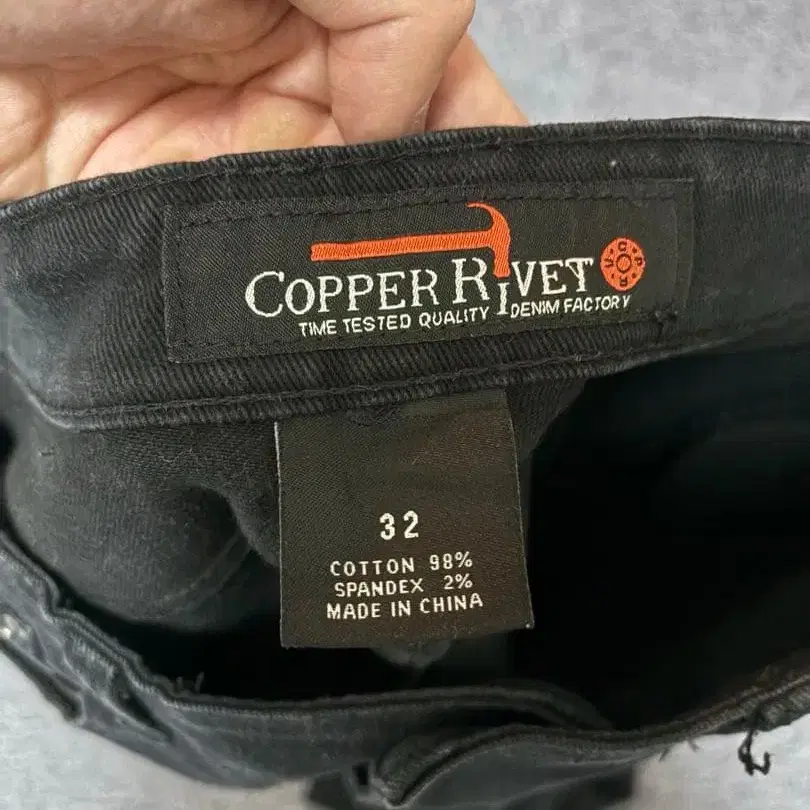 COPPER RIVET
TIME TESTED QUALITY DENIM FACTORY
32
COTTON 98%
SPANDEX 2%
MADE IN CHINA